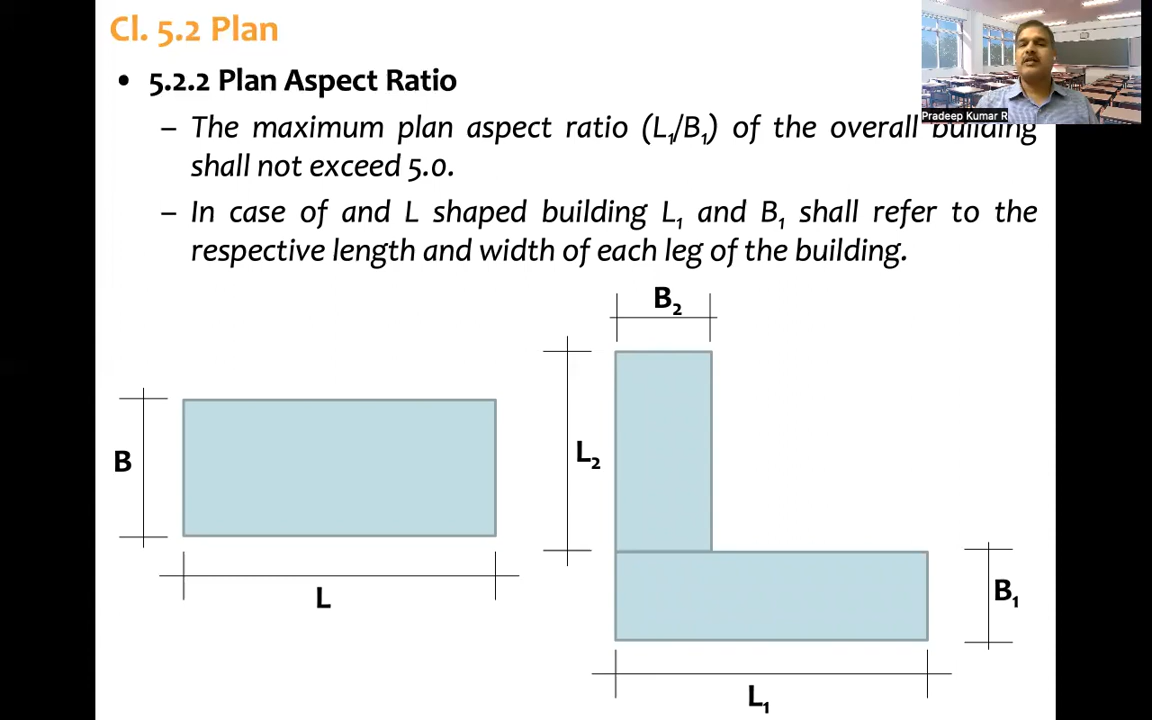 Cl. 5.2 Plan
• 5.2.2 Plan Aspect Ratio
– The maximum plan aspect ratio (L₁/B₁) of the overall building
shall not exceed 5.0.
– In case of and L shaped building L₁ and B₁ shall refer to the
respective length and width of each leg of the building.
Pradeep Kumar R
B₂
B
L₂
L
B₁
L₁